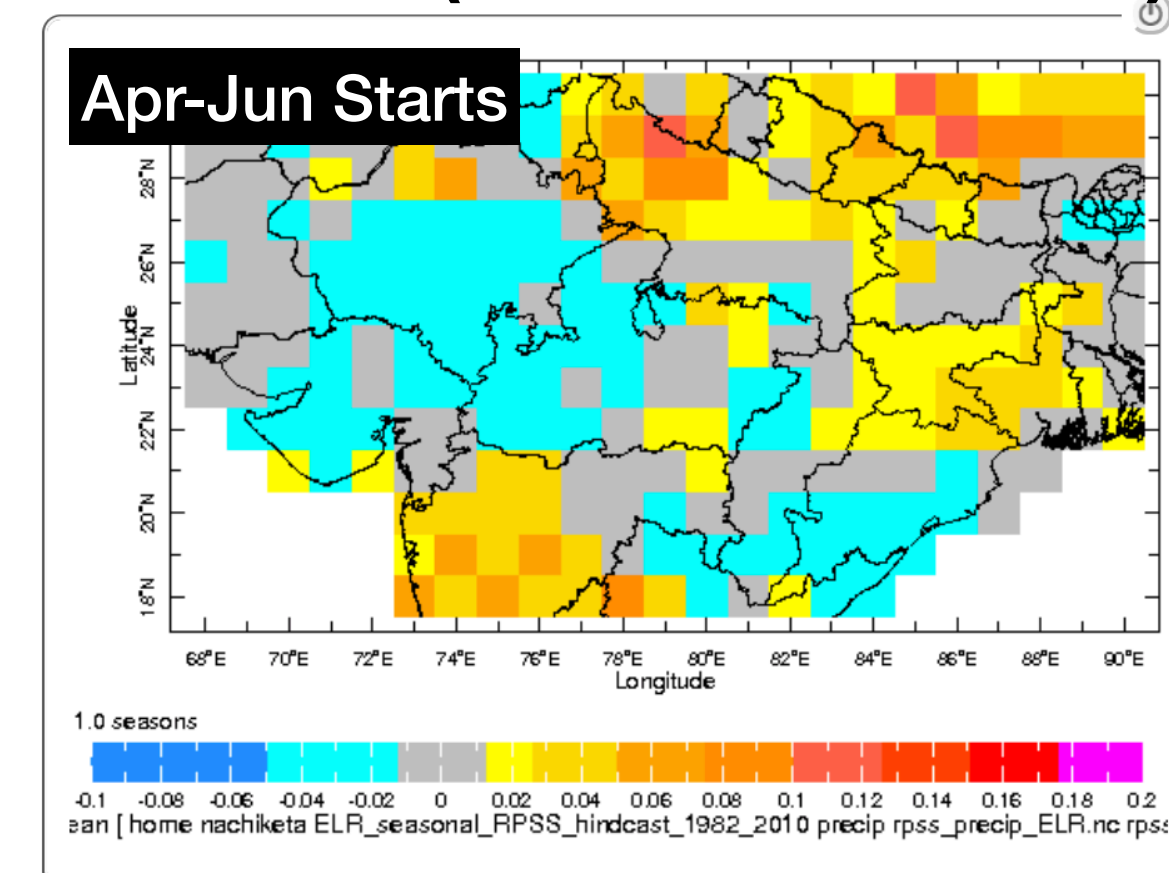 Apr-Jun Starts
28°N
26°N
24°N
22°N
20°N
18°N
Latitude
68°E 70°E 72°E 74°E 76°E 78°E 80°E 82°E 84°E 86°E 88°E 90°E
Longitude
1.0 seasons
-0.1 -0.08 -0.06 -0.04 -0.02 0 0.02 0.04 0.06 0.08 0.1 0.12 0.14 0.16 0.18 0.2
ean [ home nachiketa ELR_seasonal_RPSS_hindcast_1982_2010 precip rpss_precip_ELR.nc rpss